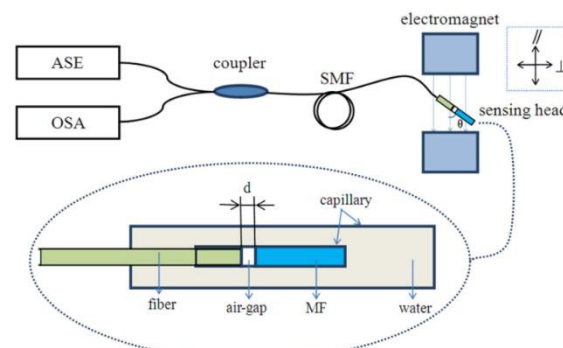 electromagnet
//
⊥
ASE
coupler
SMF
OSA
sensing head
θ
d
capillary
fiber
air-gap
MF
water